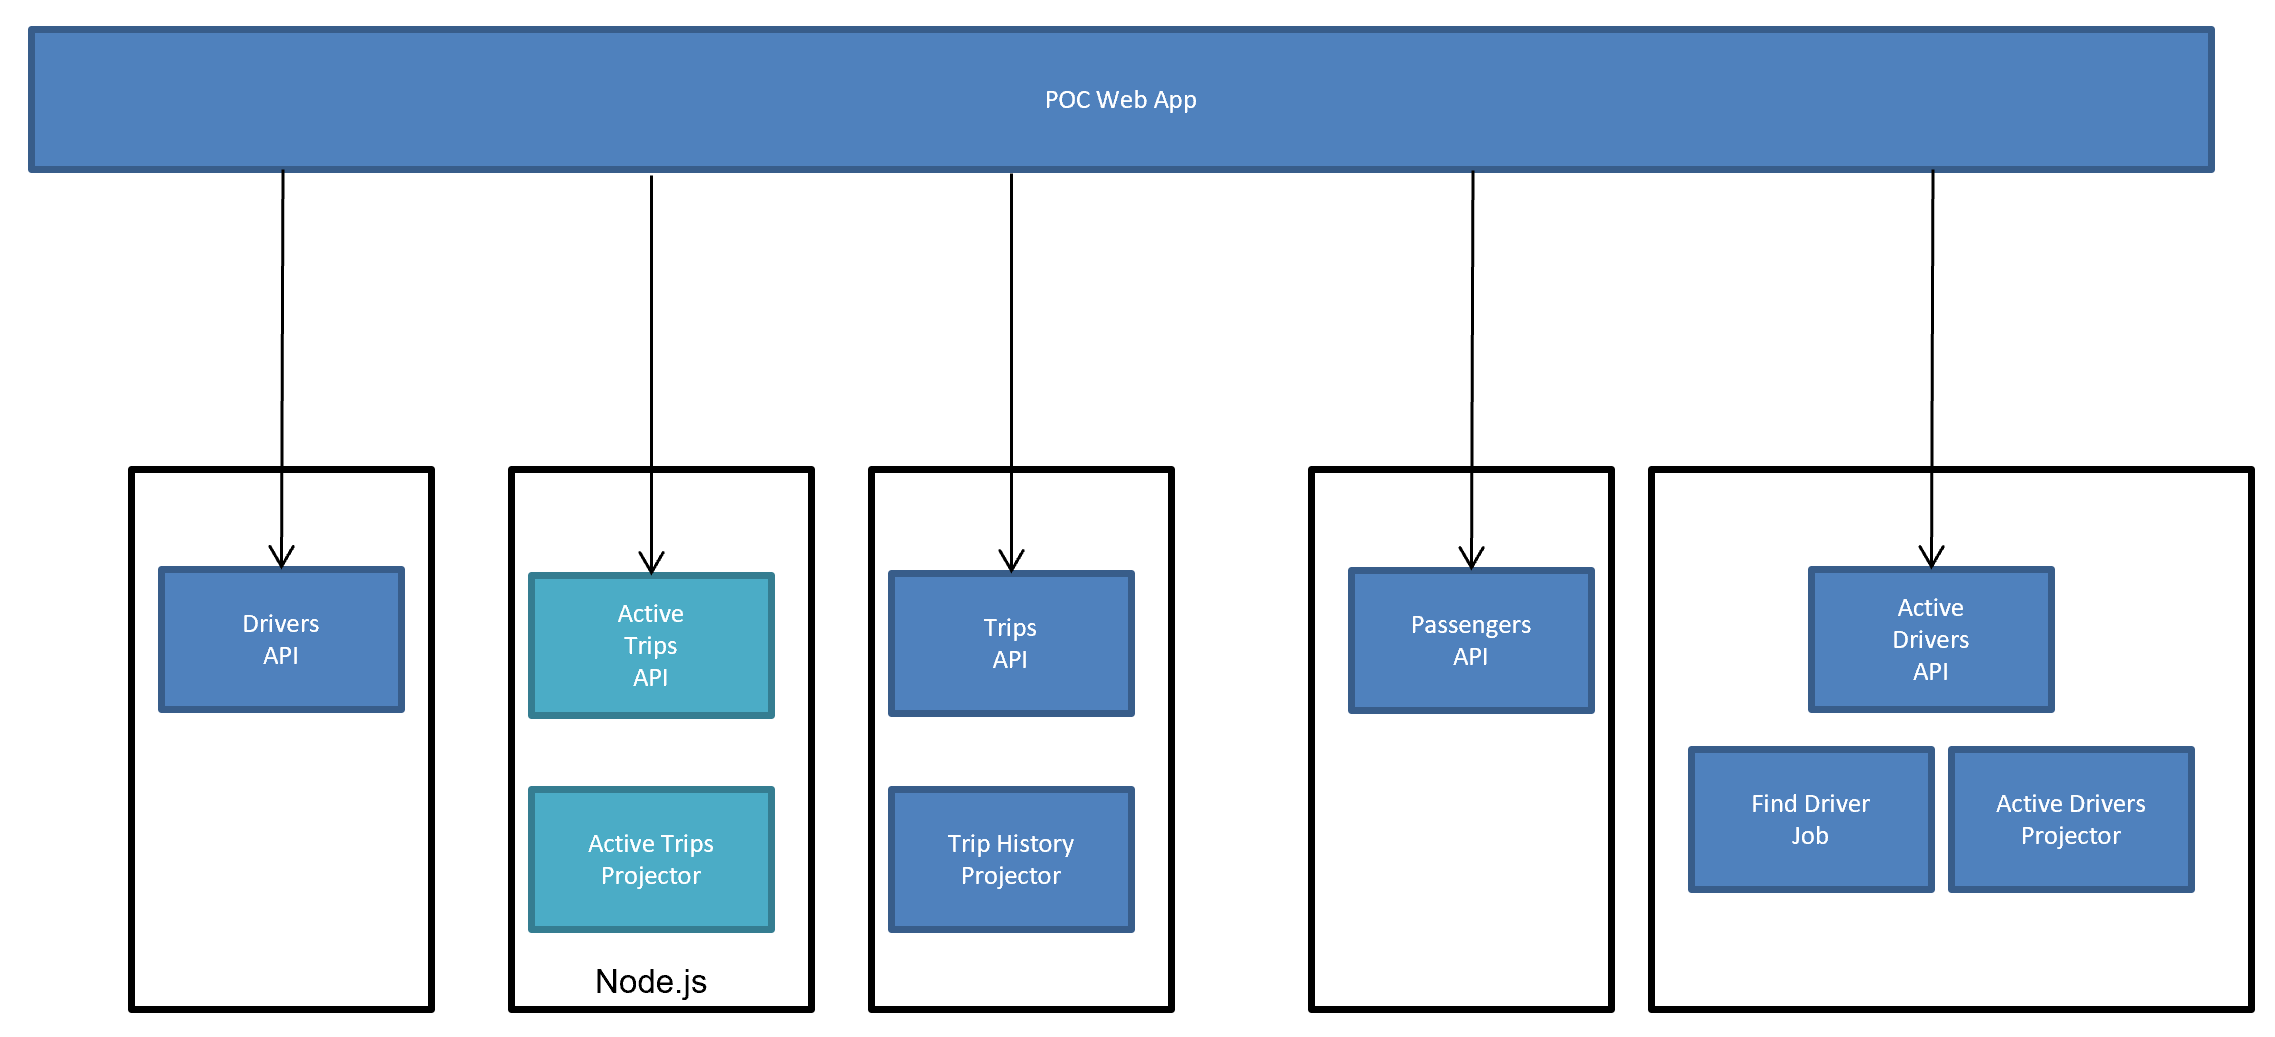 POC Web App
Drivers
API
Active
Trips
API
Active Trips
Projector
Node.js
Trips
API
Trip History
Projector
Passengers
API
Active
Drivers
API
Find Driver
Job
Active Drivers
Projector